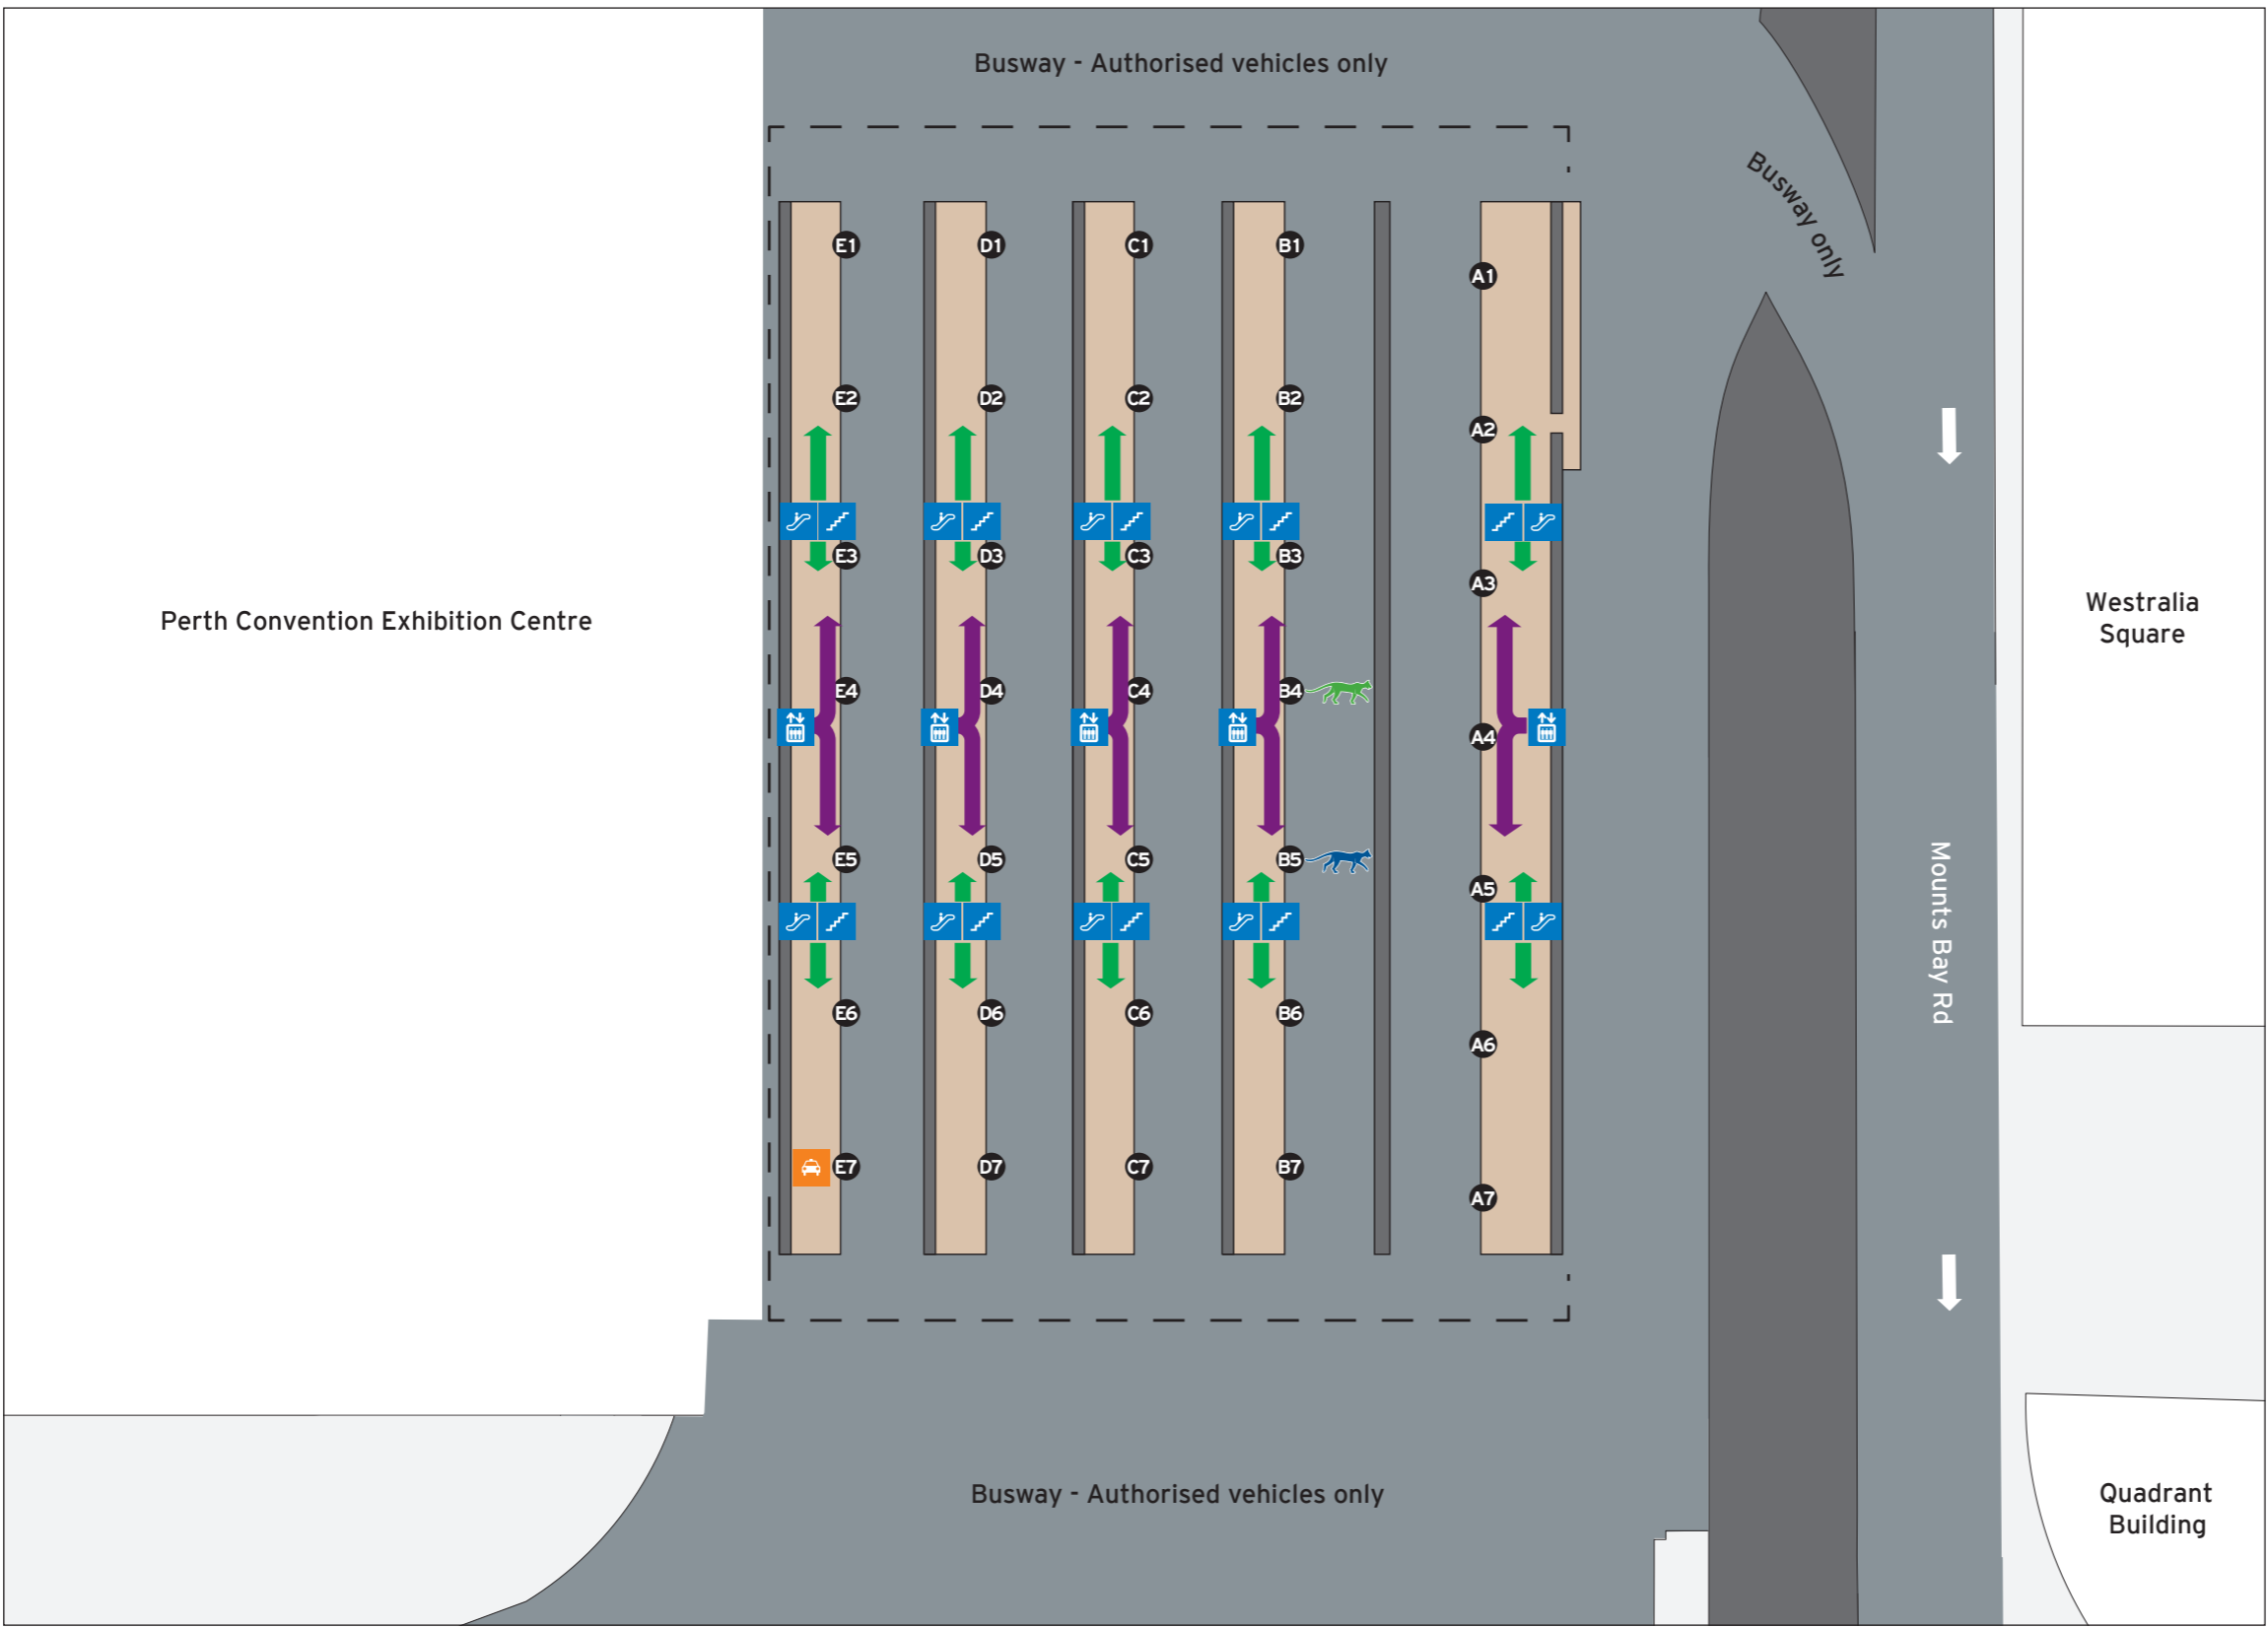 Busway - Authorised vehicles only
Busway only
E1
D1
C1
B1
A1
E2
D2
C2
B2
A2
E3
D3
C3
B3
A3
Perth Convention Exhibition Centre
Westralia
Square
E4
D4
C4
B4
A4
E5
D5
C5
B5
A5
Mounts Bay Rd
E6
D6
C6
B6
A6
E7
D7
C7
B7
A7
Busway - Authorised vehicles only
Quadrant
Building